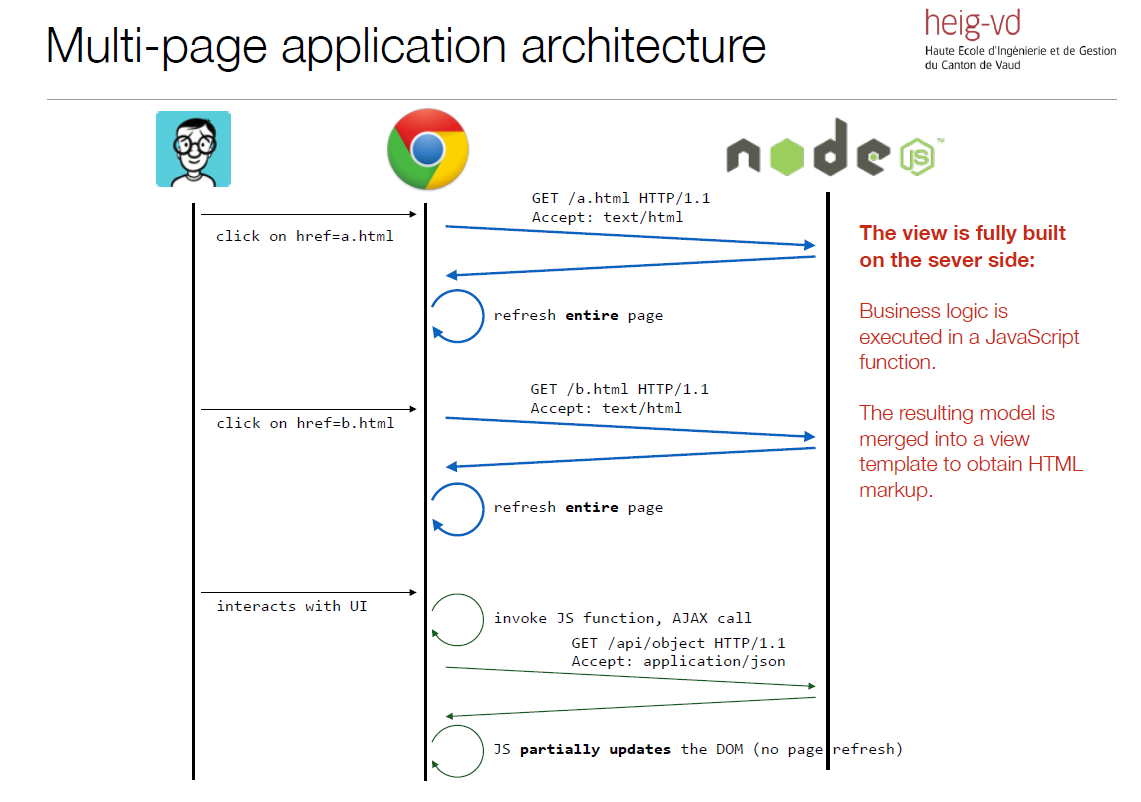 Multi-page application architecture
heig-vd
Haute Ecole d'Ingénierie et de Gestion
du Canton de Vaud
node
JS
™
GET /a.html HTTP/1.1
Accept: text/html
click on href=a.html
The view is fully built
on the sever side:
refresh entire page
Business logic is
executed in a JavaScript
function.
GET /b.html HTTP/1.1
Accept: text/html
click on href=b.html
The resulting model is
merged into a view
template to obtain HTML
markup.
refresh entire page
interacts with UI
invoke JS function, AJAX call
GET /api/object HTTP/1.1
Accept: application/json
JS partially updates the DOM (no page refresh)